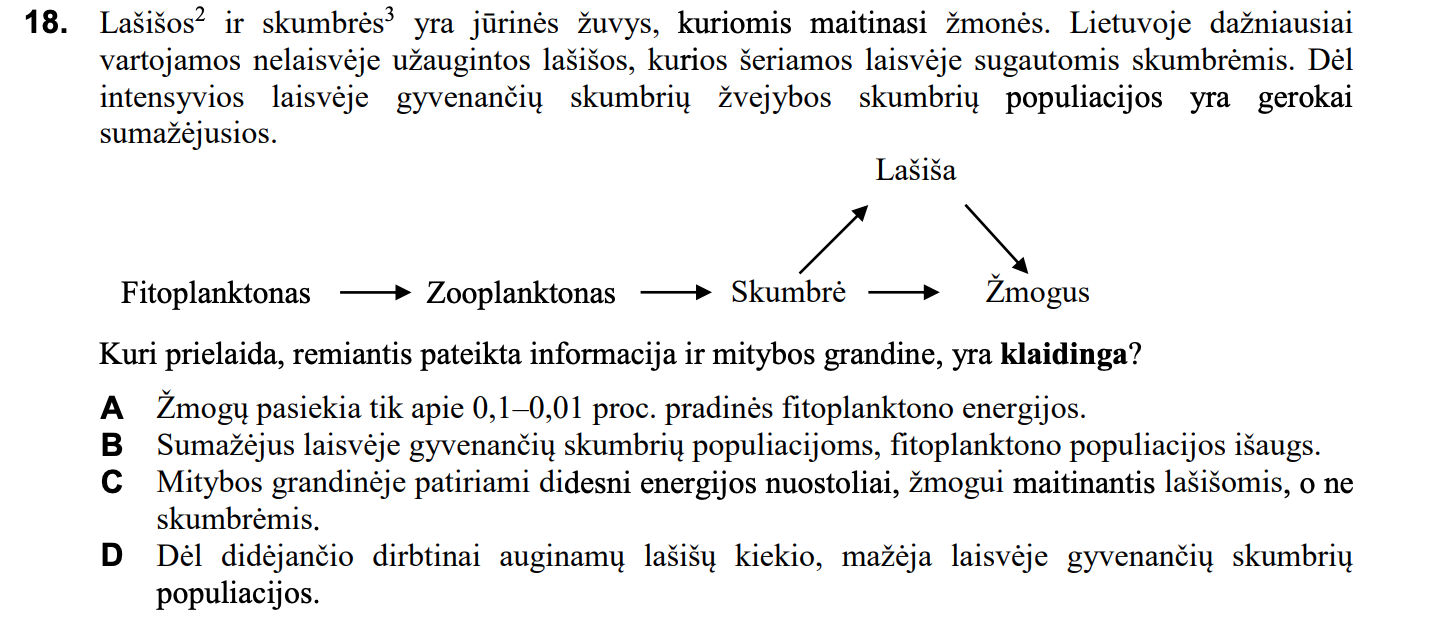 18. Lašišos² ir skumbrės³ yra jūrinės žuvys, kuriomis maitinasi žmonės. Lietuvoje dažniausiai
vartojamos nelaisvėje užaugintos lašišos, kurios šeriamos laisvėje sugautomis skumbrėmis. Dėl
intensyvios laisvėje gyvenančių skumbrių žvejybos skumbrių populiacijos yra gerokai
sumažėjusios.
Lašiša
Fitoplanktonas Zooplanktonas Skumbrė Žmogus
Kuri prielaida, remiantis pateikta informacija ir mitybos grandine, yra klaidinga?
A Žmogų pasiekia tik apie 0,1–0,01 proc. pradinės fitoplanktono energijos.
B Sumažėjus laisvėje gyvenančių skumbrių populiacijoms, fitoplanktono populiacijos išaugs.
C Mitybos grandinėje patiriami didesni energijos nuostoliai, žmogui maitinantis lašišomis, o ne
skumbrėmis.
D Dėl didėjančio dirbtinai auginamų lašišų kiekio, mažėja laisvėje gyvenančių skumbrių
populiacijos.